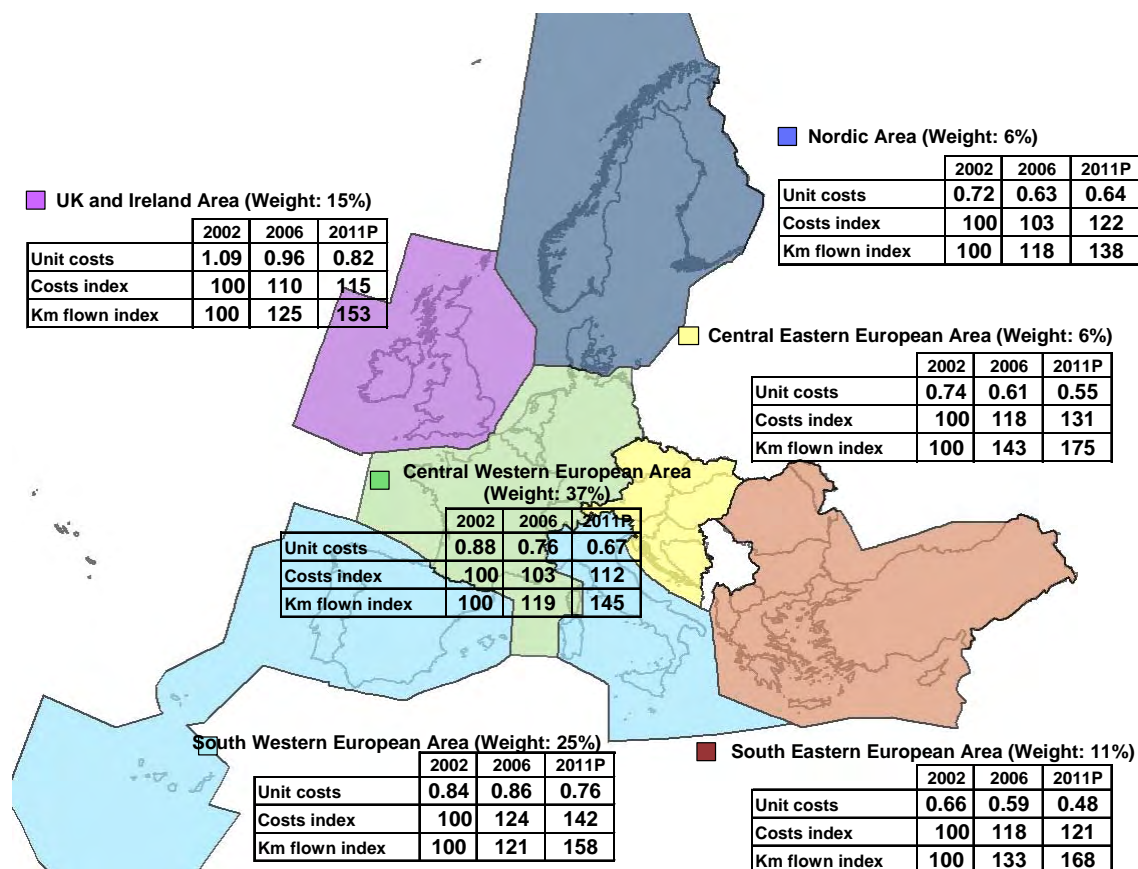 Nordic Area (Weight: 6%)
2002 2006 2011P
Unit costs 0.72 0.63 0.64
Costs index 100 103 122
Km flown index 100 118 138
UK and Ireland Area (Weight: 15%)
2002 2006 2011P
Unit costs 1.09 0.96 0.82
Costs index 100 110 115
Km flown index 100 125 153
Central Eastern European Area (Weight: 6%)
2002 2006 2011P
Unit costs 0.74 0.61 0.55
Costs index 100 118 131
Km flown index 100 143 175
Central Western European Area
(Weight: 37%)
2002 2006 2011P
Unit costs 0.88 0.76 0.67
Costs index 100 103 112
Km flown index 100 119 145
South Western European Area (Weight: 25%)
2002 2006 2011P
Unit costs 0.84 0.86 0.76
Costs index 100 124 142
Km flown index 100 121 158
South Eastern European Area (Weight: 11%)
2002 2006 2011P
Unit costs 0.66 0.59 0.48
Costs index 100 118 121
Km flown index 100 133 168